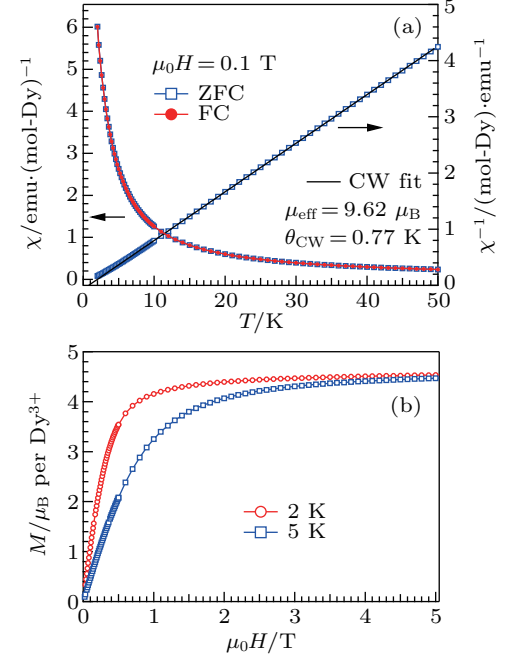 (a)
μ₀H = 0.1 T
ZFC
FC
CW fit
μeff = 9.62 μB
θCW = 0.77 K
χ/emu·(mol-Dy)⁻¹
6
5
4
3
2
1
0
χ⁻¹/(mol-Dy)·emu⁻¹
5
4
3
2
1
0
0 10 20 30 40 50
T/K
(b)
2 K
5 K
M/μB per Dy³⁺
5
4
3
2
1
0
0 1 2 3 4 5
μ₀H/T